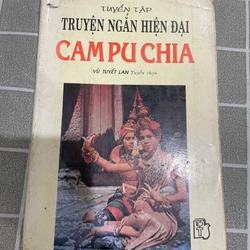 TUYỂN TẬP
TRUYỆN NGẮN HIỆN ĐẠI
CAMPUCHIA
VŨ TUYẾT LAN Tuyển chọn